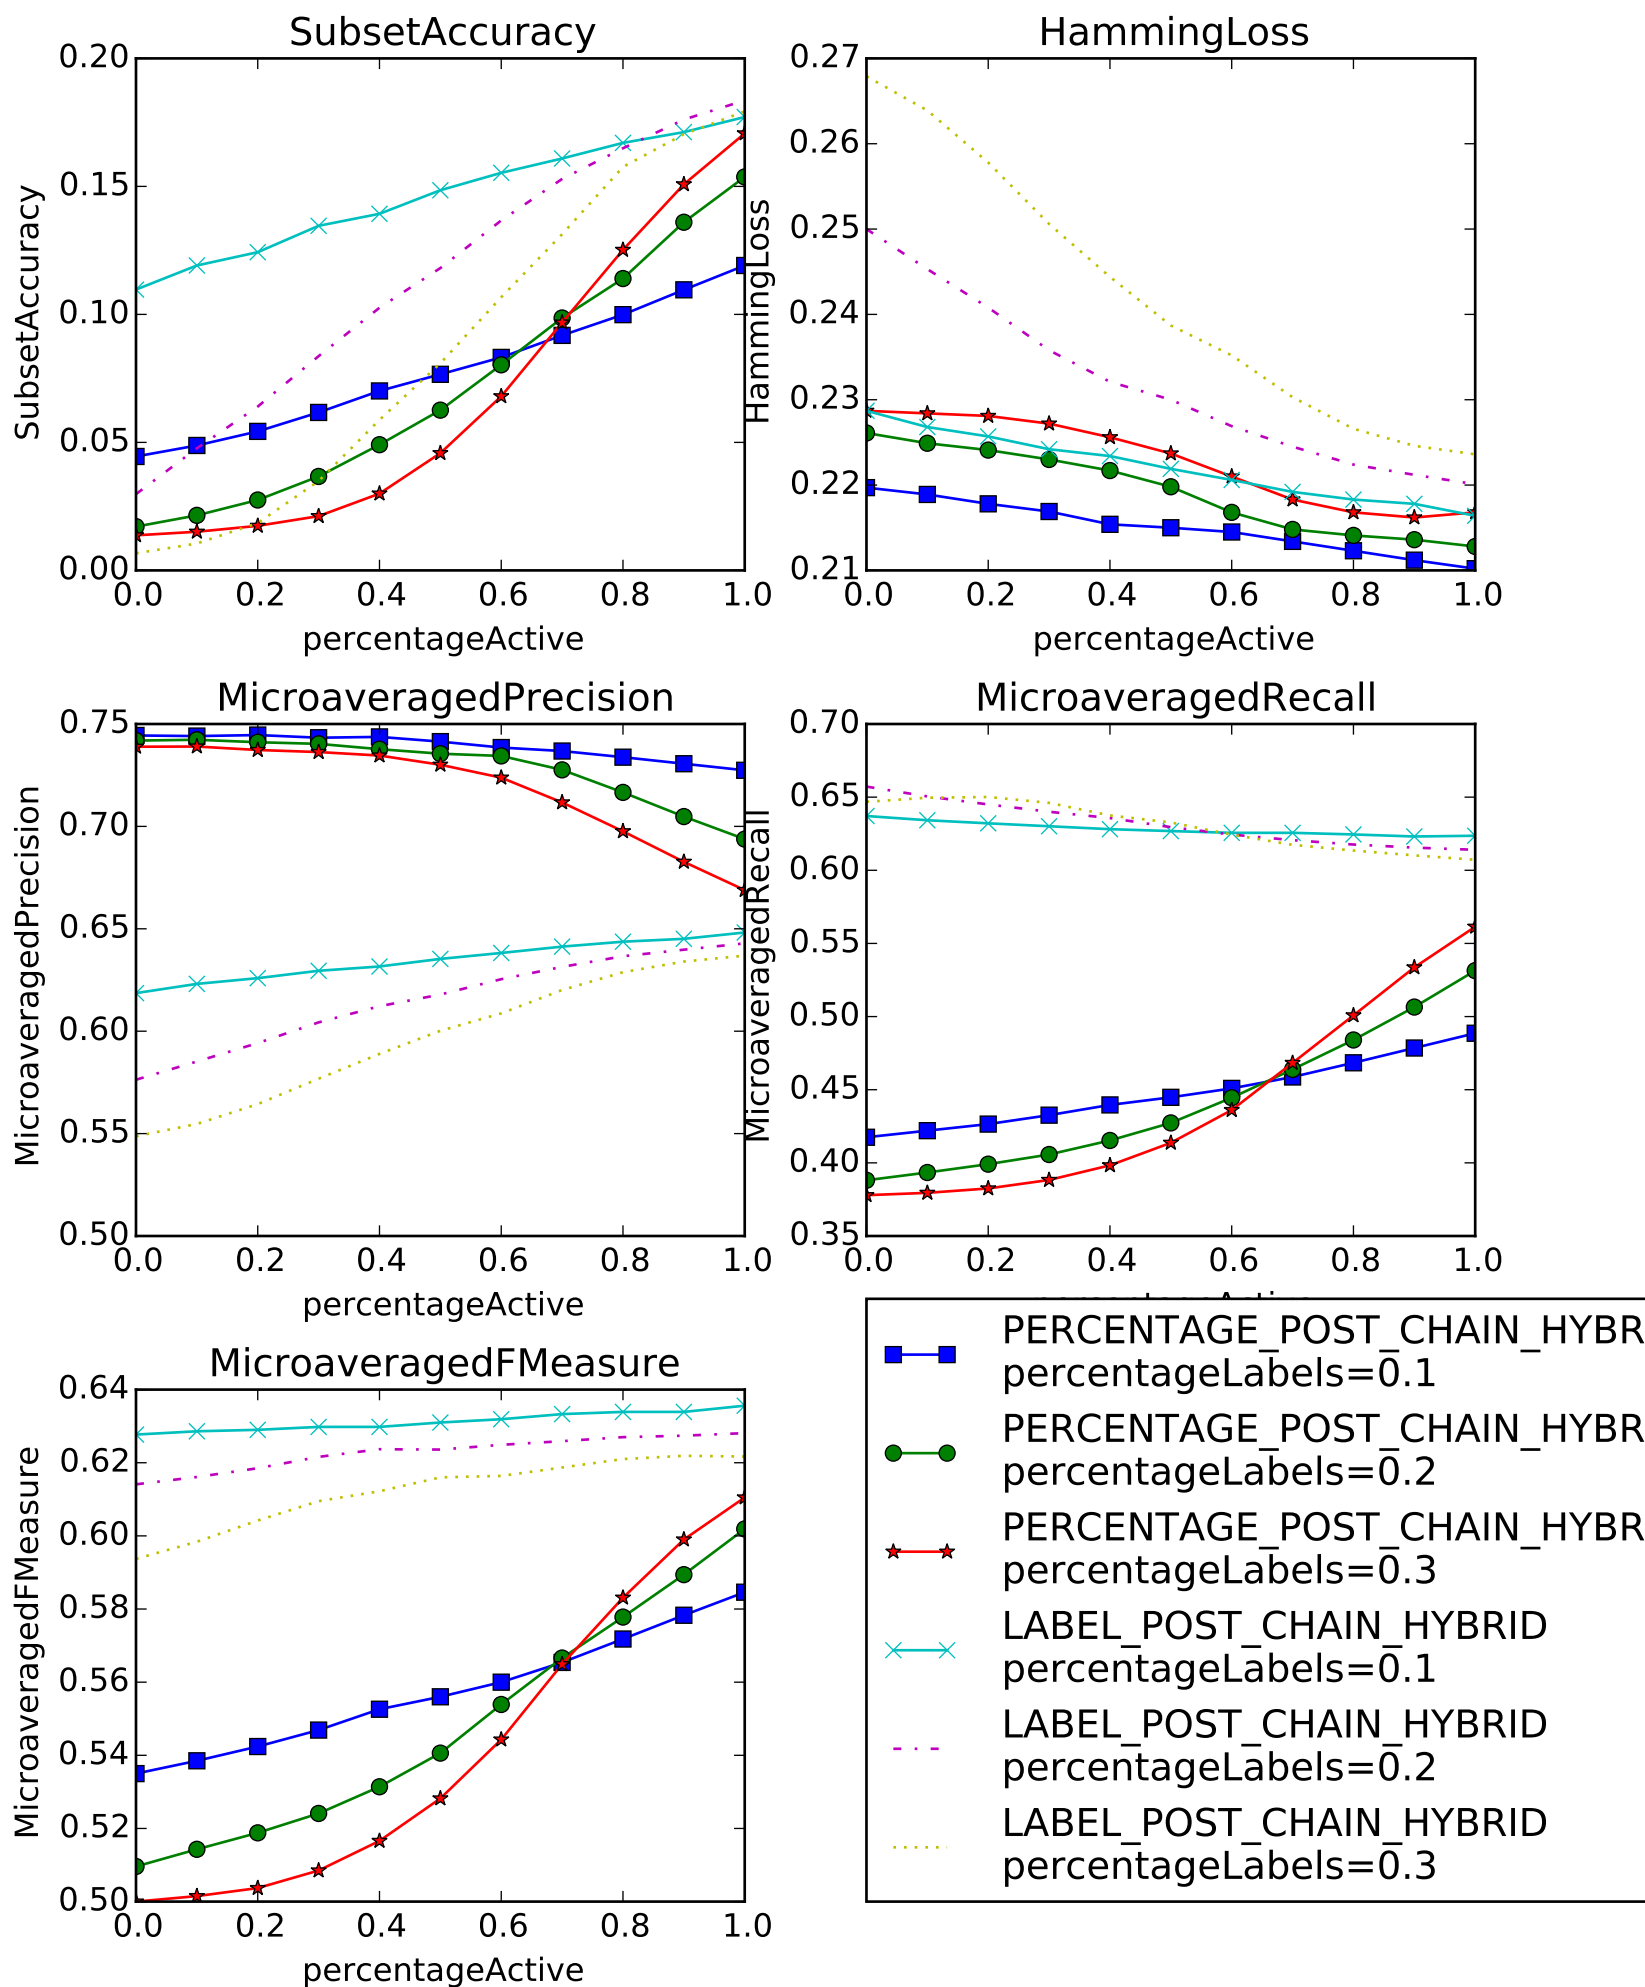 SubsetAccuracy
0.20
0.15
0.10
0.05
0.00
SubsetAccuracy
0.0 0.2 0.4 0.6 0.8 1.0
percentageActive
HammingLoss
0.27
0.26
0.25
0.24
0.23
0.22
0.21
HammingLoss
0.0 0.2 0.4 0.6 0.8 1.0
percentageActive
MicroaveragedPrecision
0.75
0.70
0.65
0.60
0.55
0.50
MicroaveragedPrecision
0.0 0.2 0.4 0.6 0.8 1.0
percentageActive
MicroaveragedRecall
0.70
0.65
0.60
0.55
0.50
0.45
0.40
0.35
MicroaveragedRecall
0.0 0.2 0.4 0.6 0.8 1.0
MicroaveragedFMeasure
0.64
0.62
0.60
0.58
0.56
0.54
0.52
0.50
MicroaveragedFMeasure
0.0 0.2 0.4 0.6 0.8 1.0
percentageActive
PERCENTAGE_POST_CHAIN_HYBR
percentageLabels=0.1
PERCENTAGE_POST_CHAIN_HYBR
percentageLabels=0.2
PERCENTAGE_POST_CHAIN_HYBR
percentageLabels=0.3
LABEL_POST_CHAIN_HYBRID
percentageLabels=0.1
LABEL_POST_CHAIN_HYBRID
percentageLabels=0.2
LABEL_POST_CHAIN_HYBRID
percentageLabels=0.3